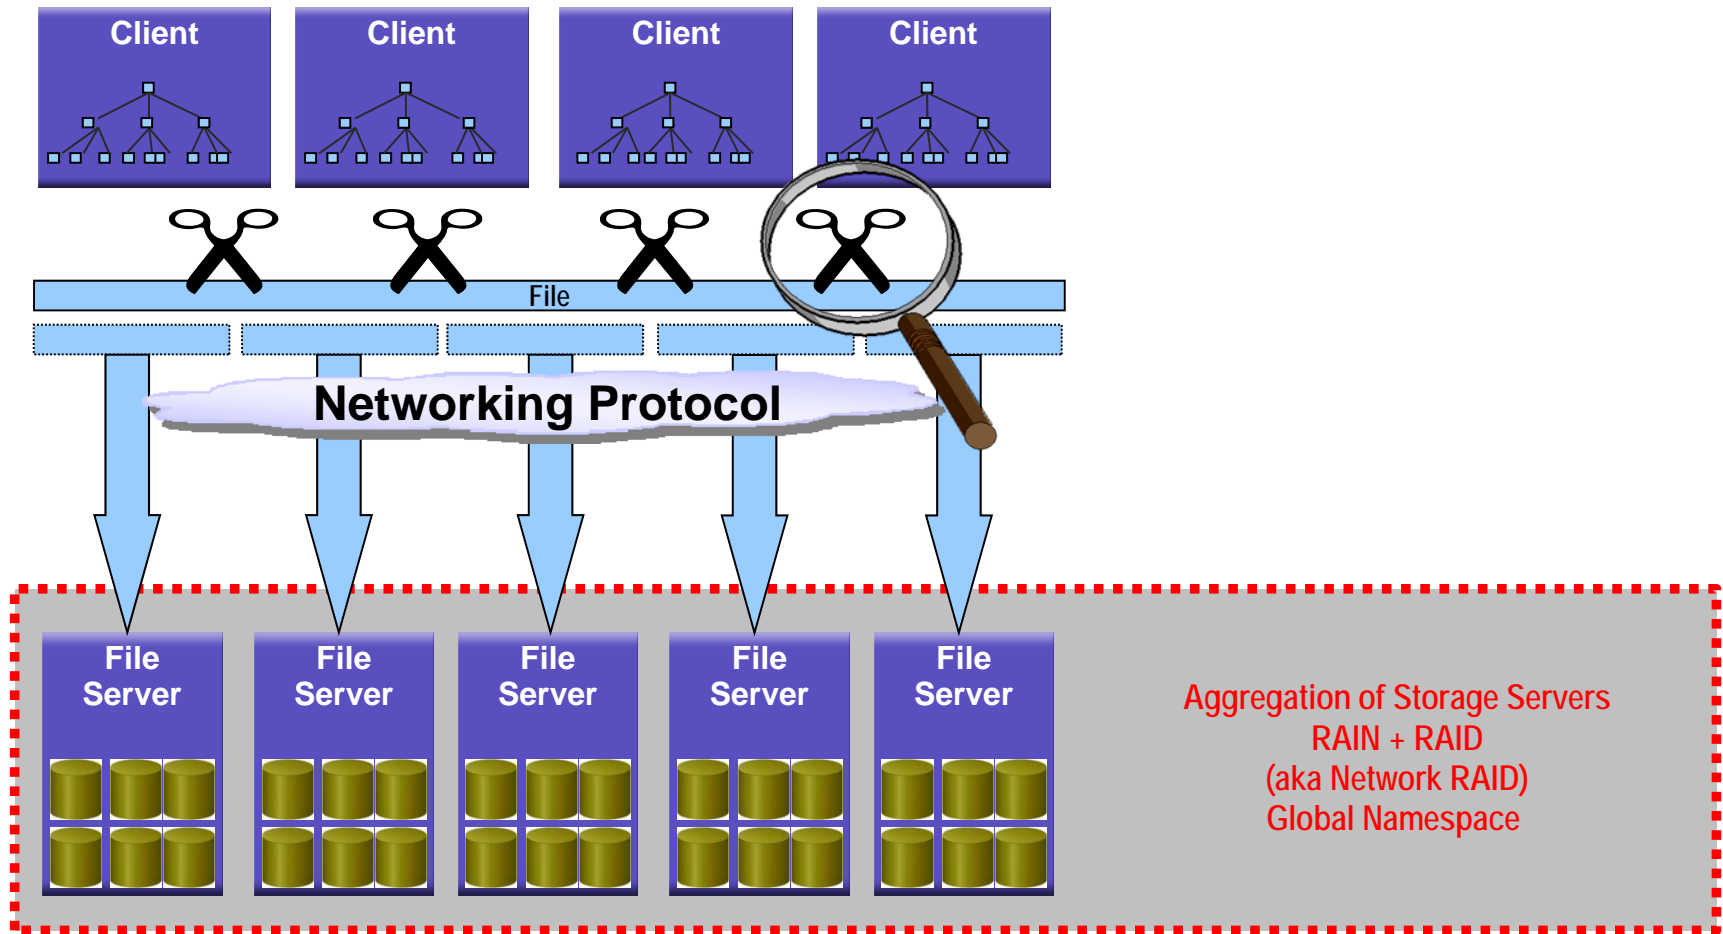 Client
Client
Client
Client
File
Networking Protocol
File
Server
File
Server
File
Server
File
Server
File
Server
Aggregation of Storage Servers
RAIN + RAID
(aka Network RAID)
Global Namespace